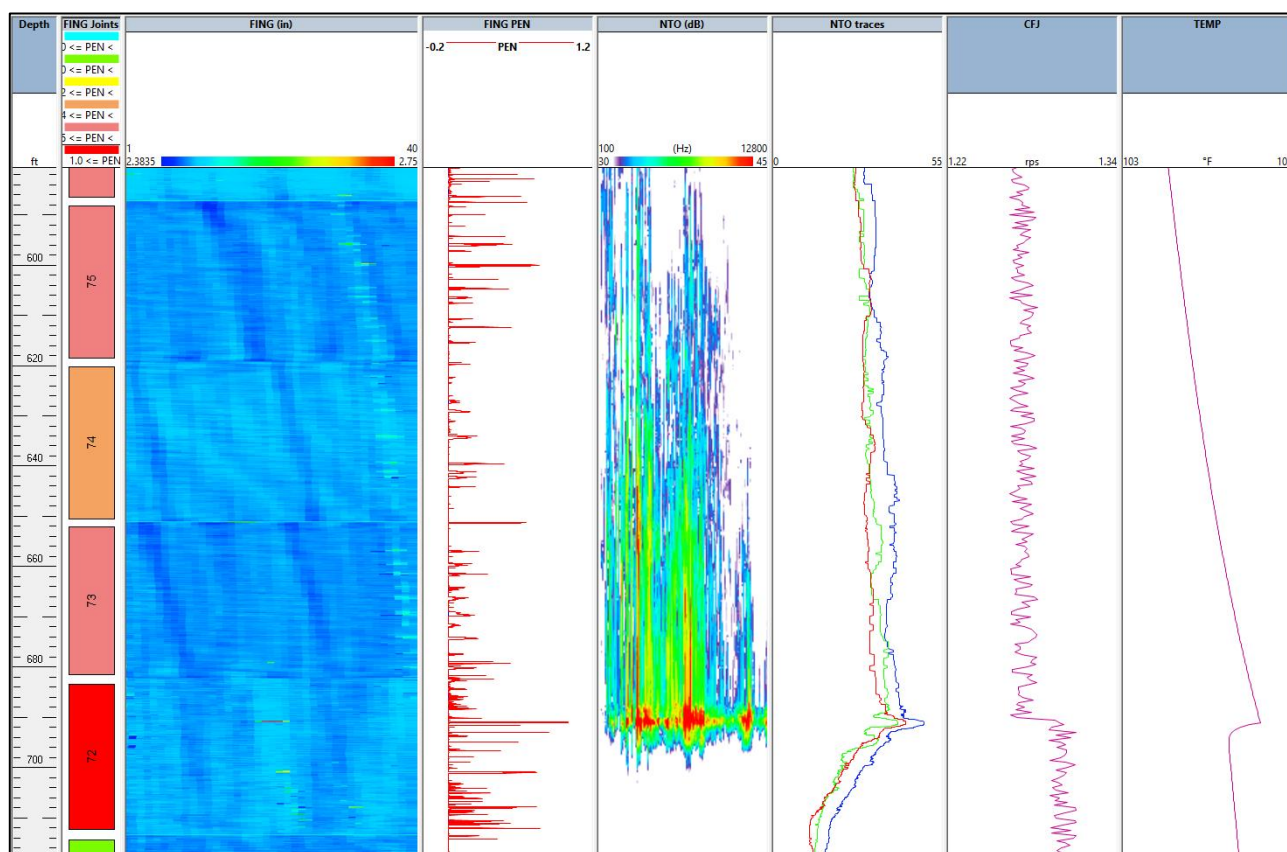 Depth
FING Joints
FING (in)
FING PEN
NTO (dB)
NTO traces
CFJ
TEMP
0 <= PEN <
0 <= PEN <
2 <= PEN <
4 <= PEN <
6 <= PEN <
1.0 <= PEN
-0.2 PEN 1.2
1 40
2.3835 2.75
100 (Hz) 12800
30 45
0 55
1.22 rps 1.34
103 °F 10
ft
75
600
620
74
640
660
73
680
72
700